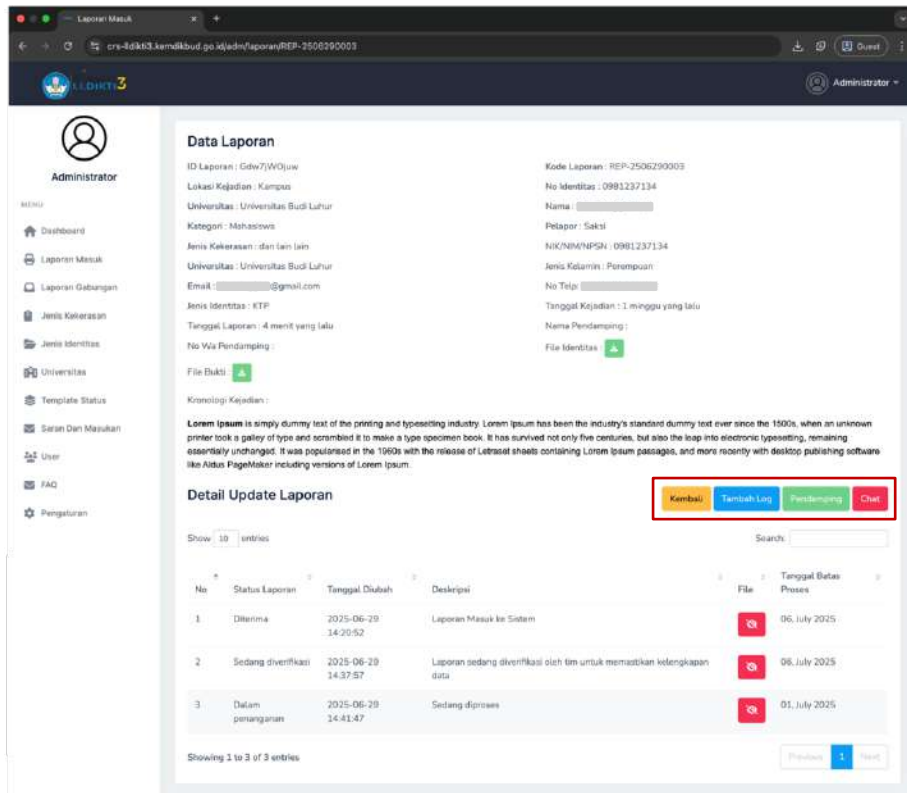 Laporan Masuk
crs-lldikti3.kemdikbud.go.id/adm/laporan/REP-2506290003
Guest
LLDIKTI 3
Administrator
Administrator
MENU
Dashboard
Laporan Masuk
Laporan Gabungan
Jenis Kekerasan
Jenis Identitas
Universitas
Template Status
Saran Dan Masukan
User
FAQ
Pengaturan
Data Laporan
ID Laporan : Gdw7jWOjuw
Kode Laporan : REP-2506290003
Lokasi Kejadian : Kampus
No Identitas : 0981237134
Universitas : Universitas Budi Luhur
Nama :
Kategori : Mahasiswa
Pelapor : Saksi
Jenis Kekerasan : dan lain lain
NIK/NIM/NPSN : 0981237134
Universitas : Universitas Budi Luhur
Jenis Kelamin : Perempuan
Email : @gmail.com
No Telp:
Jenis Identitas : KTP
Tanggal Kejadian : 1 minggu yang lalu
Tanggal Laporan : 4 menit yang lalu
Nama Pendamping :
No Wa Pendamping :
File Identitas :
File Bukti :
Kronologi Kejadian :
Lorem Ipsum is simply dummy text of the printing and typesetting industry. Lorem Ipsum has been the industry's standard dummy text ever since the 1500s, when an unknown
printer took a galley of type and scrambled it to make a type specimen book. It has survived not only five centuries, but also the leap into electronic typesetting, remaining
essentially unchanged. It was popularised in the 1960s with the release of Letraset sheets containing Lorem Ipsum passages, and more recently with desktop publishing software
like Aldus PageMaker including versions of Lorem Ipsum.
Detail Update Laporan
Kembali Tambah Log Pendamping Chat
Show 10 entries
Search:
No Status Laporan Tanggal Diubah Deskripsi File Tanggal Batas Proses
1 Diterima 2025-06-29 14:20:52 Laporan Masuk ke Sistem 06, July 2025
2 Sedang diverifikasi 2025-06-29 14:37:57 Laporan sedang diverifikasi oleh tim untuk memastikan kelengkapan data 06, July 2025
3 Dalam penanganan 2025-06-29 14:41:47 Sedang diproses 01, July 2025
Showing 1 to 3 of 3 entries
Previous 1 Next